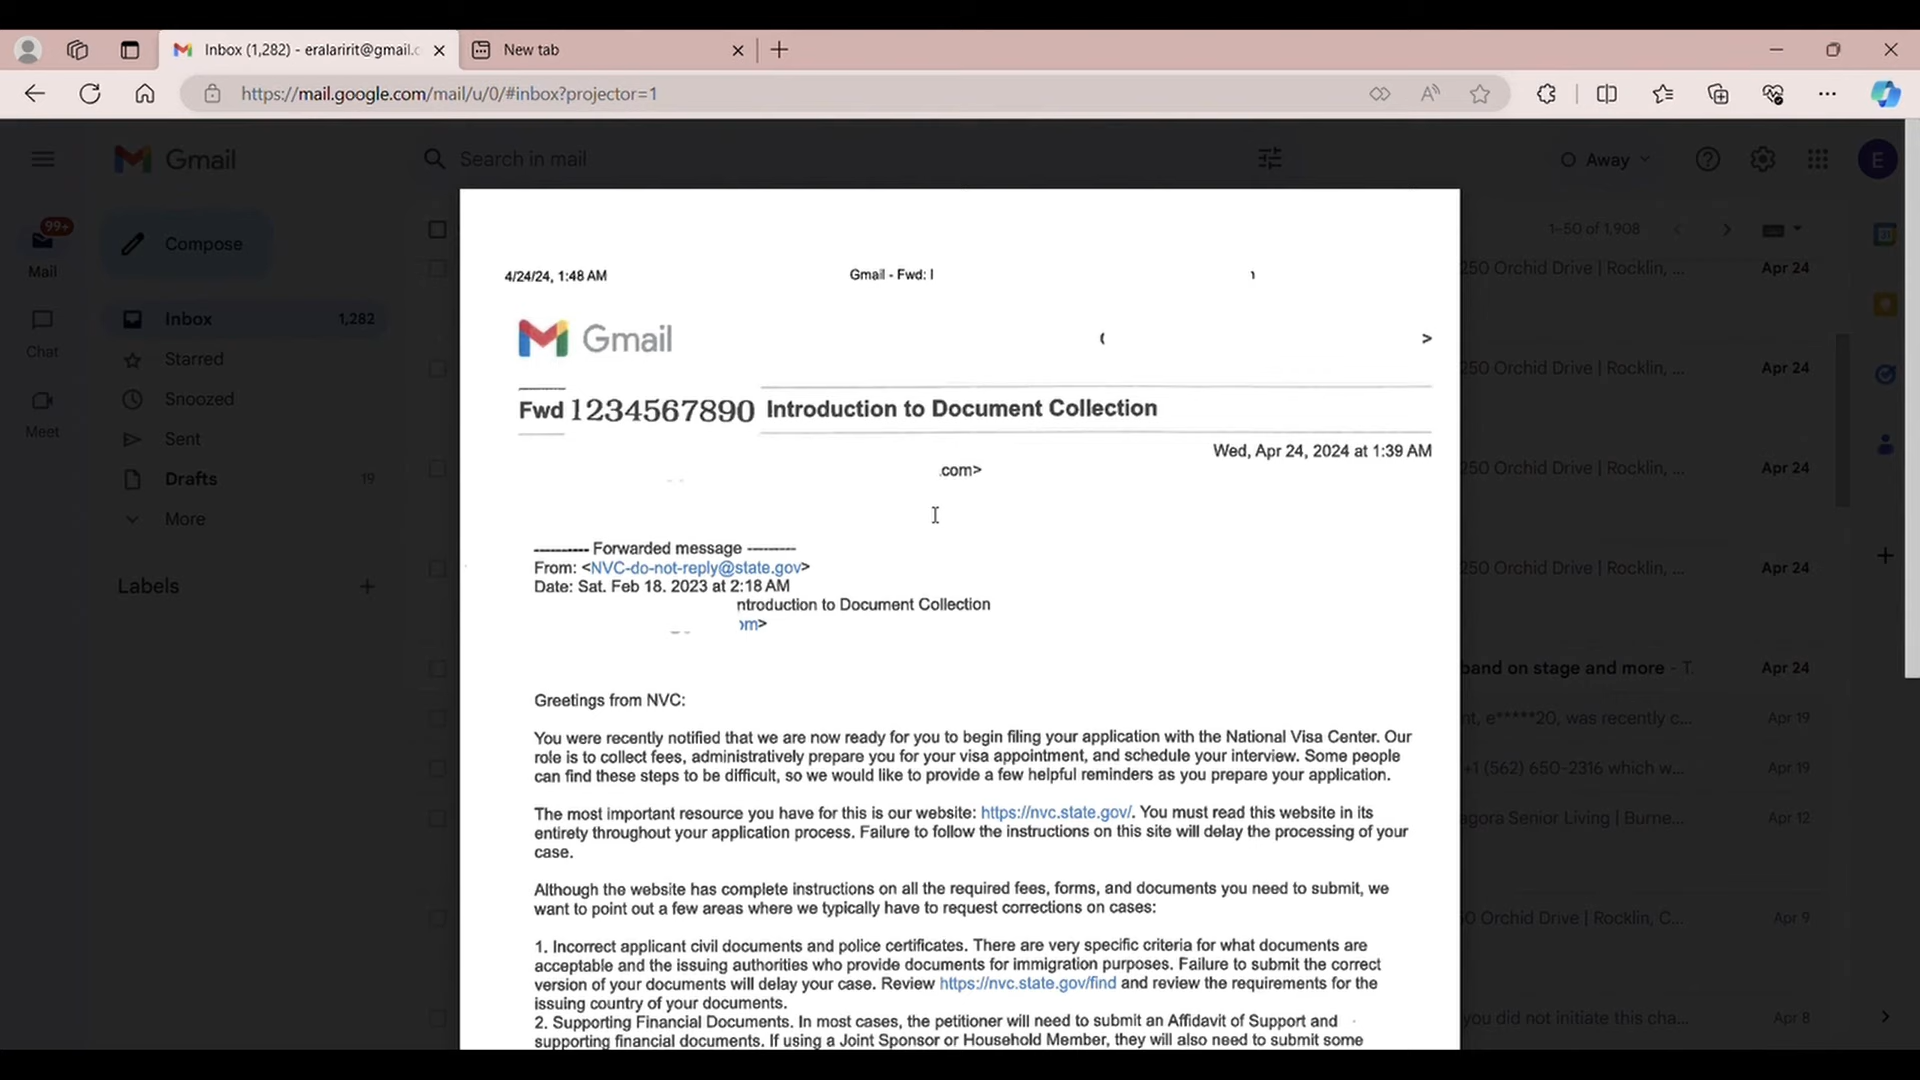 Inbox (1,282) - eralaririt@gmail.c
New tab
https://mail.google.com/mail/u/0/#inbox?projector=1
Gmail
Search in mail
Away
E
99+
Mail
Compose
1–50 of 1,908
Inbox 1,282
Chat
Starred
Snoozed
Meet
Sent
Drafts 19
More
Labels
4/24/24, 1:48 AM
Gmail - Fwd:
Gmail
>
Fwd 1234567890 Introduction to Document Collection
Wed, Apr 24, 2024 at 1:39 AM
.com>
---------- Forwarded message ---------
From: <NVC-do-not-reply@state.gov>
Date: Sat. Feb 18. 2023 at 2:18 AM
ntroduction to Document Collection
om>
Greetings from NVC:
You were recently notified that we are now ready for you to begin filing your application with the National Visa Center. Our
role is to collect fees, administratively prepare you for your visa appointment, and schedule your interview. Some people
can find these steps to be difficult, so we would like to provide a few helpful reminders as you prepare your application.
The most important resource you have for this is our website: https://nvc.state.gov/. You must read this website in its
entirety throughout your application process. Failure to follow the instructions on this site will delay the processing of your
case.
Although the website has complete instructions on all the required fees, forms, and documents you need to submit, we
want to point out a few areas where we typically have to request corrections on cases:
1. Incorrect applicant civil documents and police certificates. There are very specific criteria for what documents are
acceptable and the issuing authorities who provide documents for immigration purposes. Failure to submit the correct
version of your documents will delay your case. Review https://nvc.state.gov/find and review the requirements for the
issuing country of your documents.
2. Supporting Financial Documents. In most cases, the petitioner will need to submit an Affidavit of Support and
supporting financial documents. If using a Joint Sponsor or Household Member, they will also need to submit some
250 Orchid Drive | Rocklin, ... Apr 24
250 Orchid Drive | Rocklin, ... Apr 24
250 Orchid Drive | Rocklin, ... Apr 24
250 Orchid Drive | Rocklin, ... Apr 24
band on stage and more - T. Apr 24
nt, e*****20, was recently c... Apr 19
+1 (562) 650-2316 which w... Apr 19
agora Senior Living | Burne... Apr 12
0 Orchid Drive | Rocklin, C... Apr 9
you did not initiate this cha... Apr 8